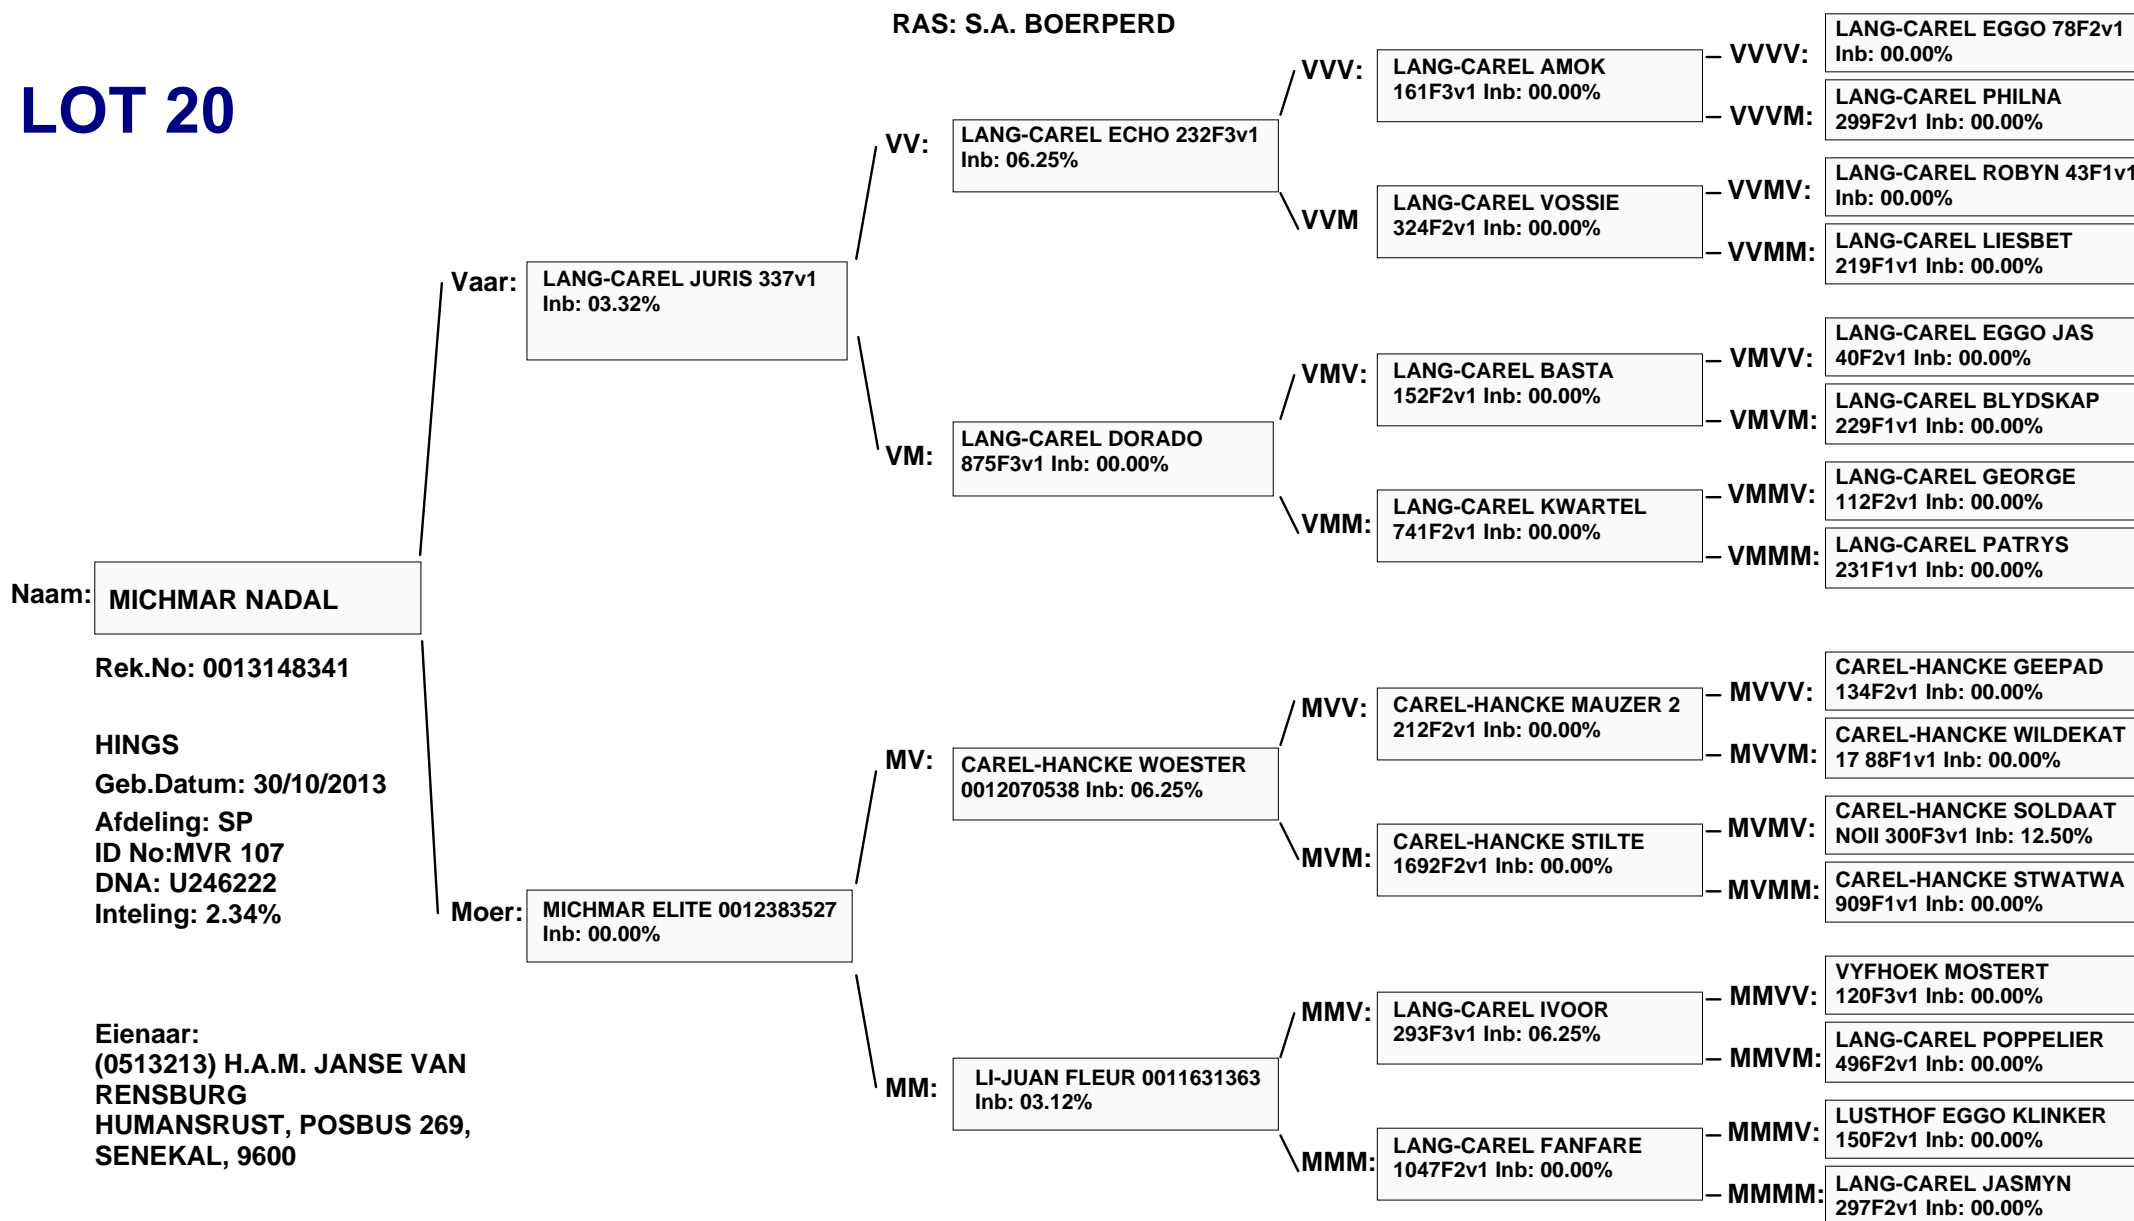 RAS: S.A. BOERPERD
LOT 20
Naam:
MICHMAR NADAL
Rek.No: 0013148341
HINGS
Geb.Datum: 30/10/2013
Afdeling: SP
ID No:MVR 107
DNA: U246222
Inteling: 2.34%
Eienaar:
(0513213) H.A.M. JANSE VAN
RENSBURG
HUMANSRUST, POSBUS 269,
SENEKAL, 9600
Vaar:
LANG-CAREL JURIS 337v1
Inb: 03.32%
Moer:
MICHMAR ELITE 0012383527
Inb: 00.00%
VV:
LANG-CAREL ECHO 232F3v1
Inb: 06.25%
VM:
LANG-CAREL DORADO
875F3v1 Inb: 00.00%
MV:
CAREL-HANCKE WOESTER
0012070538 Inb: 06.25%
MM:
LI-JUAN FLEUR 0011631363
Inb: 03.12%
VVV:
LANG-CAREL AMOK
161F3v1 Inb: 00.00%
VVM
LANG-CAREL VOSSIE
324F2v1 Inb: 00.00%
VMV:
LANG-CAREL BASTA
152F2v1 Inb: 00.00%
VMM:
LANG-CAREL KWARTEL
741F2v1 Inb: 00.00%
MVV:
CAREL-HANCKE MAUZER 2
212F2v1 Inb: 00.00%
MVM:
CAREL-HANCKE STILTE
1692F2v1 Inb: 00.00%
MMV:
LANG-CAREL IVOOR
293F3v1 Inb: 06.25%
MMM:
LANG-CAREL FANFARE
1047F2v1 Inb: 00.00%
VVVV:
LANG-CAREL EGGO 78F2v1
Inb: 00.00%
VVVM:
LANG-CAREL PHILNA
299F2v1 Inb: 00.00%
VVMV:
LANG-CAREL ROBYN 43F1v1
Inb: 00.00%
VVMM:
LANG-CAREL LIESBET
219F1v1 Inb: 00.00%
VMVV:
LANG-CAREL EGGO JAS
40F2v1 Inb: 00.00%
VMVM:
LANG-CAREL BLYDSKAP
229F1v1 Inb: 00.00%
VMMV:
LANG-CAREL GEORGE
112F2v1 Inb: 00.00%
VMMM:
LANG-CAREL PATRYS
231F1v1 Inb: 00.00%
MVVV:
CAREL-HANCKE GEEPAD
134F2v1 Inb: 00.00%
MVVM:
CAREL-HANCKE WILDEKAT
17 88F1v1 Inb: 00.00%
MVMV:
CAREL-HANCKE SOLDAAT
NOII 300F3v1 Inb: 12.50%
MVMM:
CAREL-HANCKE STWATWA
909F1v1 Inb: 00.00%
MMVV:
VYFHOEK MOSTERT
120F3v1 Inb: 00.00%
MMVM:
LANG-CAREL POPPELIER
496F2v1 Inb: 00.00%
MMMV:
LUSTHOF EGGO KLINKER
150F2v1 Inb: 00.00%
MMMM:
LANG-CAREL JASMYN
297F2v1 Inb: 00.00%